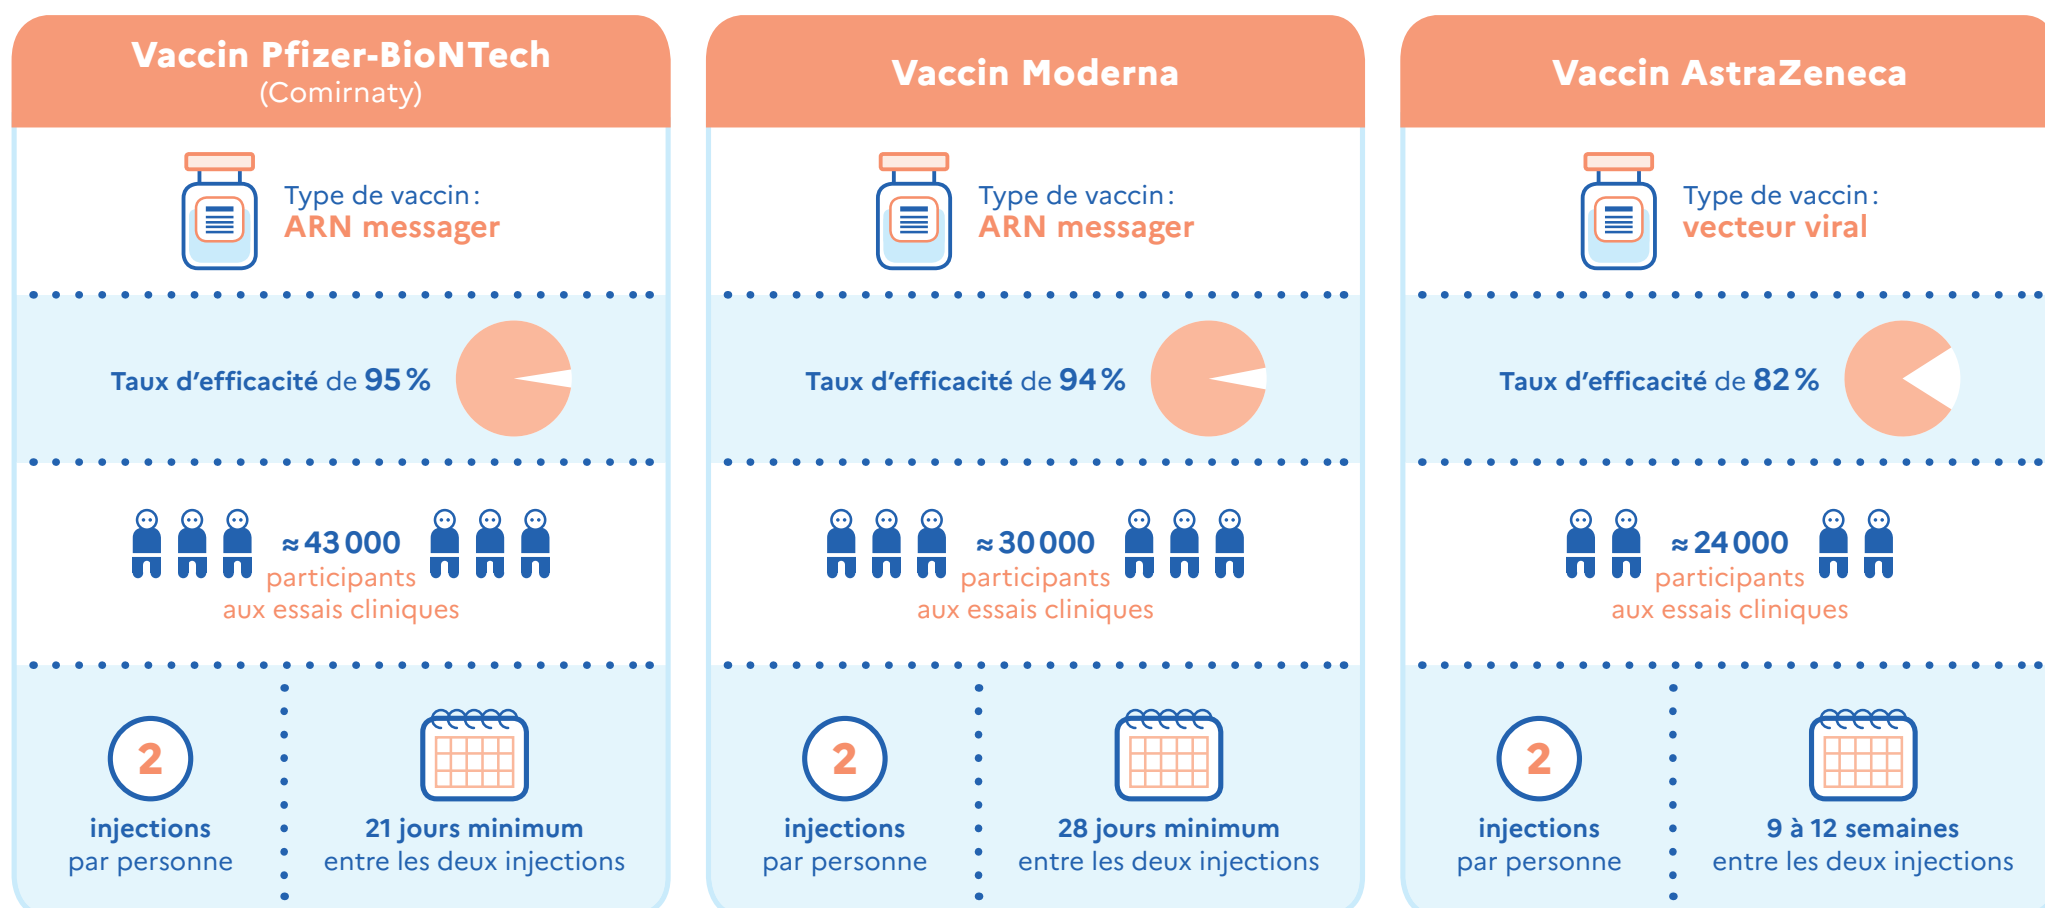 Vaccin Pfizer-BioNTech
(Comirnaty)
Type de vaccin :
ARN messager
Taux d’efficacité de 95 %
≈ 43 000
participants
aux essais cliniques
2
injections
par personne
21 jours minimum
entre les deux injections
Vaccin Moderna
Type de vaccin :
ARN messager
Taux d’efficacité de 94 %
≈ 30 000
participants
aux essais cliniques
2
injections
par personne
28 jours minimum
entre les deux injections
Vaccin AstraZeneca
Type de vaccin :
vecteur viral
Taux d’efficacité de 82 %
≈ 24 000
participants
aux essais cliniques
2
injections
par personne
9 à 12 semaines
entre les deux injections